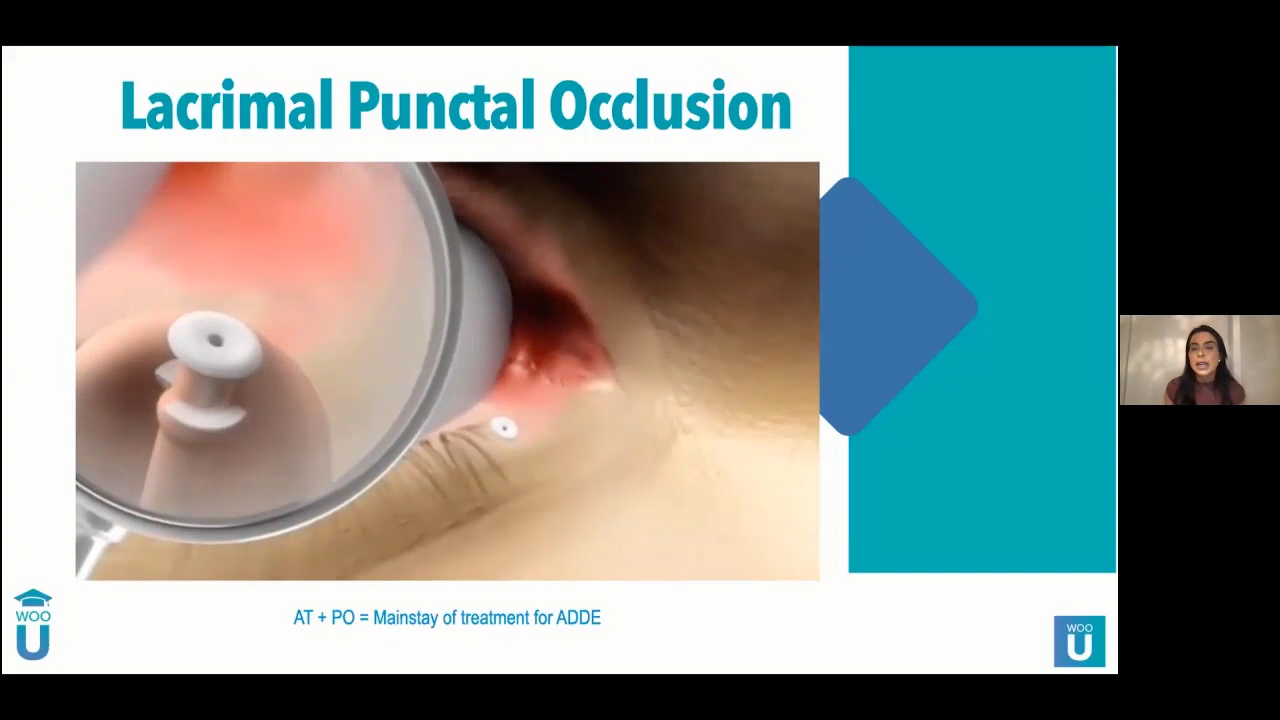 Lacrimal Punctal Occlusion
AT + PO = Mainstay of treatment for ADDE
WOO
U
WOO
U